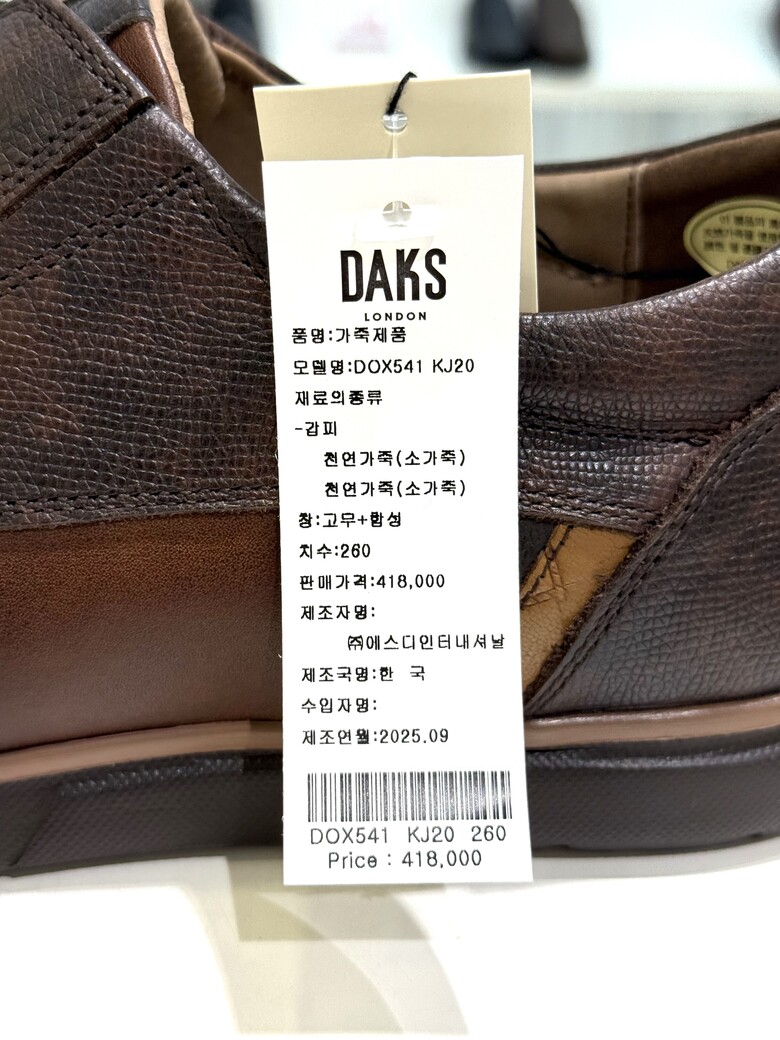 DAKS
LONDON
품명:가죽제품
모델명:DOX541 KJ20
재료의종류
-갑피
천연가죽(소가죽)
천연가죽(소가죽)
창:고무+합성
치수:260
판매가격:418,000
제조자명:
㈜에스디인터내셔날
제조국명:한 국
수입자명:
제조연월:2025.09
DOX541 KJ20 260
Price : 418,000
이 제품의